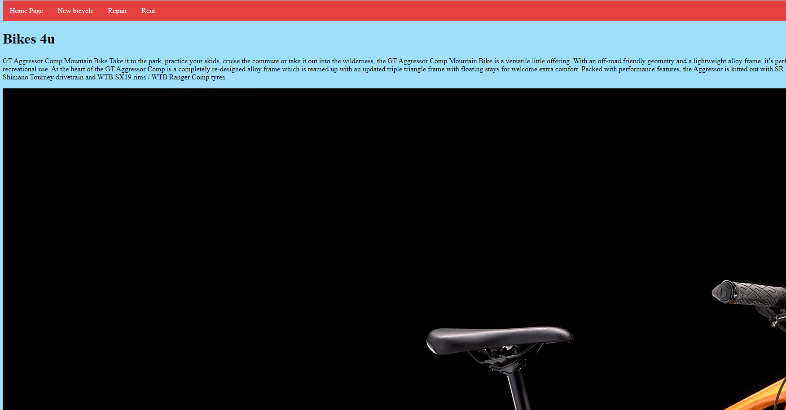 Home Page New bicycle Repair Rent
Bikes 4u
GT Aggressor Comp Mountain Bike Take it to the park, practice your skids, cruise the commute or take it out into the wilderness, the GT Aggressor Comp Mountain Bike is a versatile little offering. With an off-road friendly geometry and a lightweight alloy frame, it's
recreational use. At the heart of the GT Aggressor Comp is a completely re-designed alloy frame which is teamed up with an updated triple triangle frame with floating stays for welcome extra comfort. Packed with performance features, the Aggressor is kitted out with SR
Shimano Tourney drivetrain and WTB SX19 rims / WTB Ranger Comp tyres